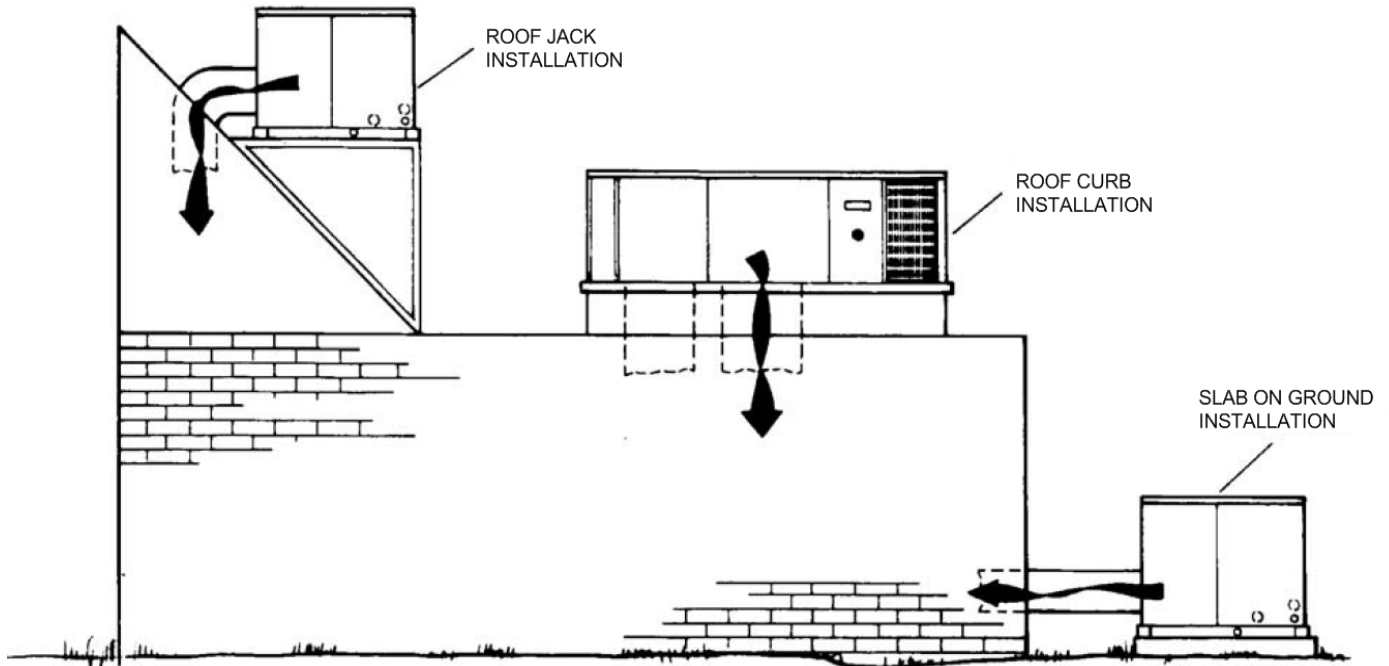 ROOF JACK
INSTALLATION
ROOF CURB
INSTALLATION
SLAB ON GROUND
INSTALLATION